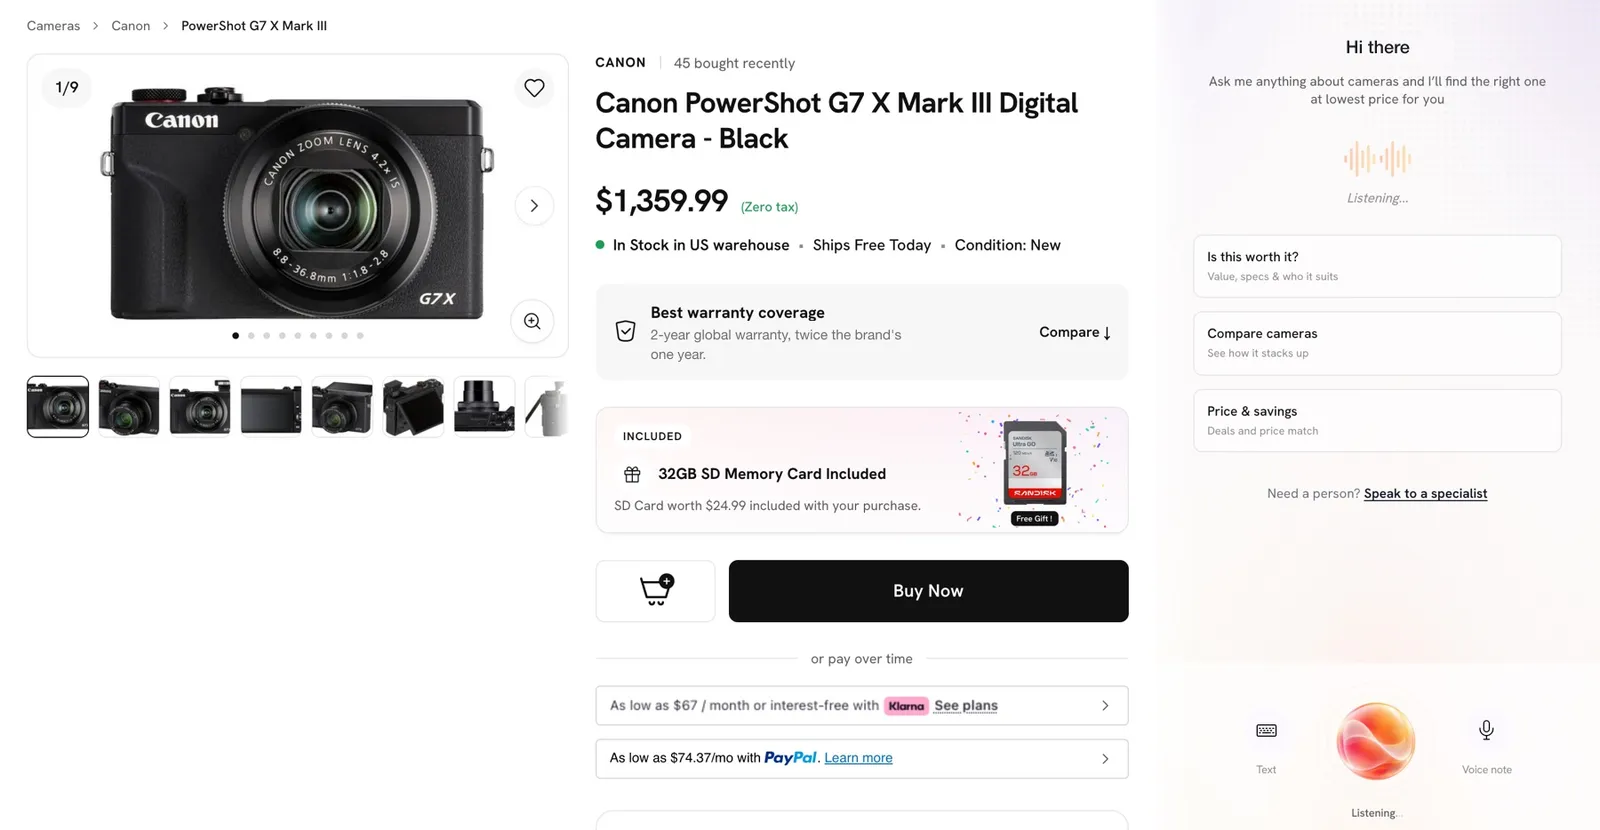 Cameras > Canon > PowerShot G7 X Mark III
1/9
Canon
CANON ZOOM LENS 4.2x IS
8.8-36.8mm 1:1.8-2.8
G7X
CANON | 45 bought recently
Canon PowerShot G7 X Mark III Digital
Camera - Black
$1,359.99 (Zero tax)
In Stock in US warehouse • Ships Free Today • Condition: New
Best warranty coverage
2-year global warranty, twice the brand's
one year.
Compare ↓
INCLUDED
32GB SD Memory Card Included
SD Card worth $24.99 included with your purchase.
SANDISK
Ultra GO
32GB
RANDIRK
Free Gift !
Buy Now
or pay over time
As low as $67 / month or interest-free with Klarna See plans
As low as $74.37/mo with PayPal. Learn more
Hi there
Ask me anything about cameras and I'll find the right one
at lowest price for you
Listening...
Is this worth it?
Value, specs & who it suits
Compare cameras
See how it stacks up
Price & savings
Deals and price match
Need a person? Speak to a specialist
Text
Voice note
Listening...